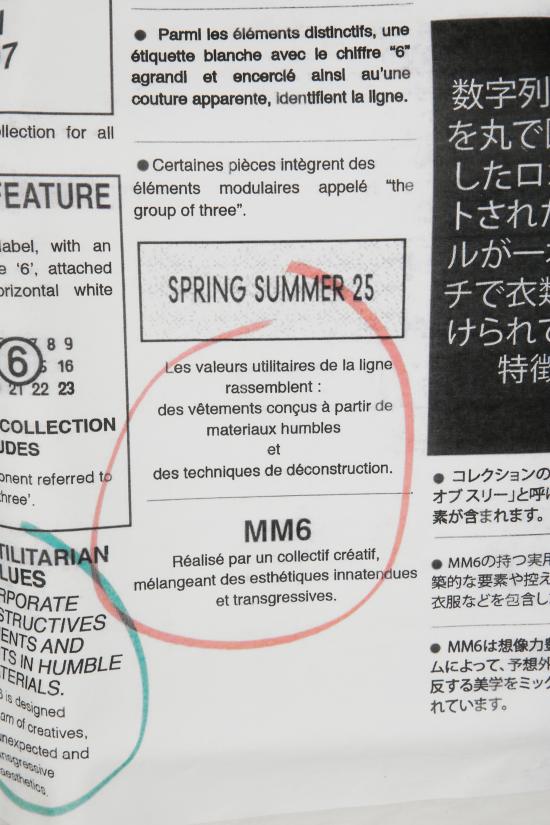 llection for all
FEATURE
label, with an
e ‘6’, attached
orizontal white
7 8 9
6 16
21 22 23
COLLECTION
UDES
onent referred to
three’.
TILITARIAN
LUES
RPORATE
STRUCTIVES
ENTS AND
TS IN HUMBLE
TERIALS.
is designed
am of creatives,
unexpected and
nsgressive
aesthetics.
● Parmi les éléments distinctifs, une
étiquette blanche avec le chiffre “6”
agrandi et encerclé ainsi au'une
couture apparente, identifient la ligne.
● Certaines pièces intègrent des
éléments modulaires appelé “the
group of three”.
SPRING SUMMER 25
Les valeurs utilitaires de la ligne
rassemblent :
des vêtements conçus à partir de
materiaux humbles
et
des techniques de déconstruction.
MM6
Réalisé par un collectif créatif,
mélangeant des esthétiques innatendues
et transgressives.
数字列
を丸で
したロ
トされた
ルが一
チで衣類
けられて
特徴
● コレクションの
オブ スリー」と呼
素が含まれます。
● MM6の持つ実用
築的な要素や控え
衣服などを包含し
● MM6は想像力
ムによって、予想外
反する美学をミッ
れています。